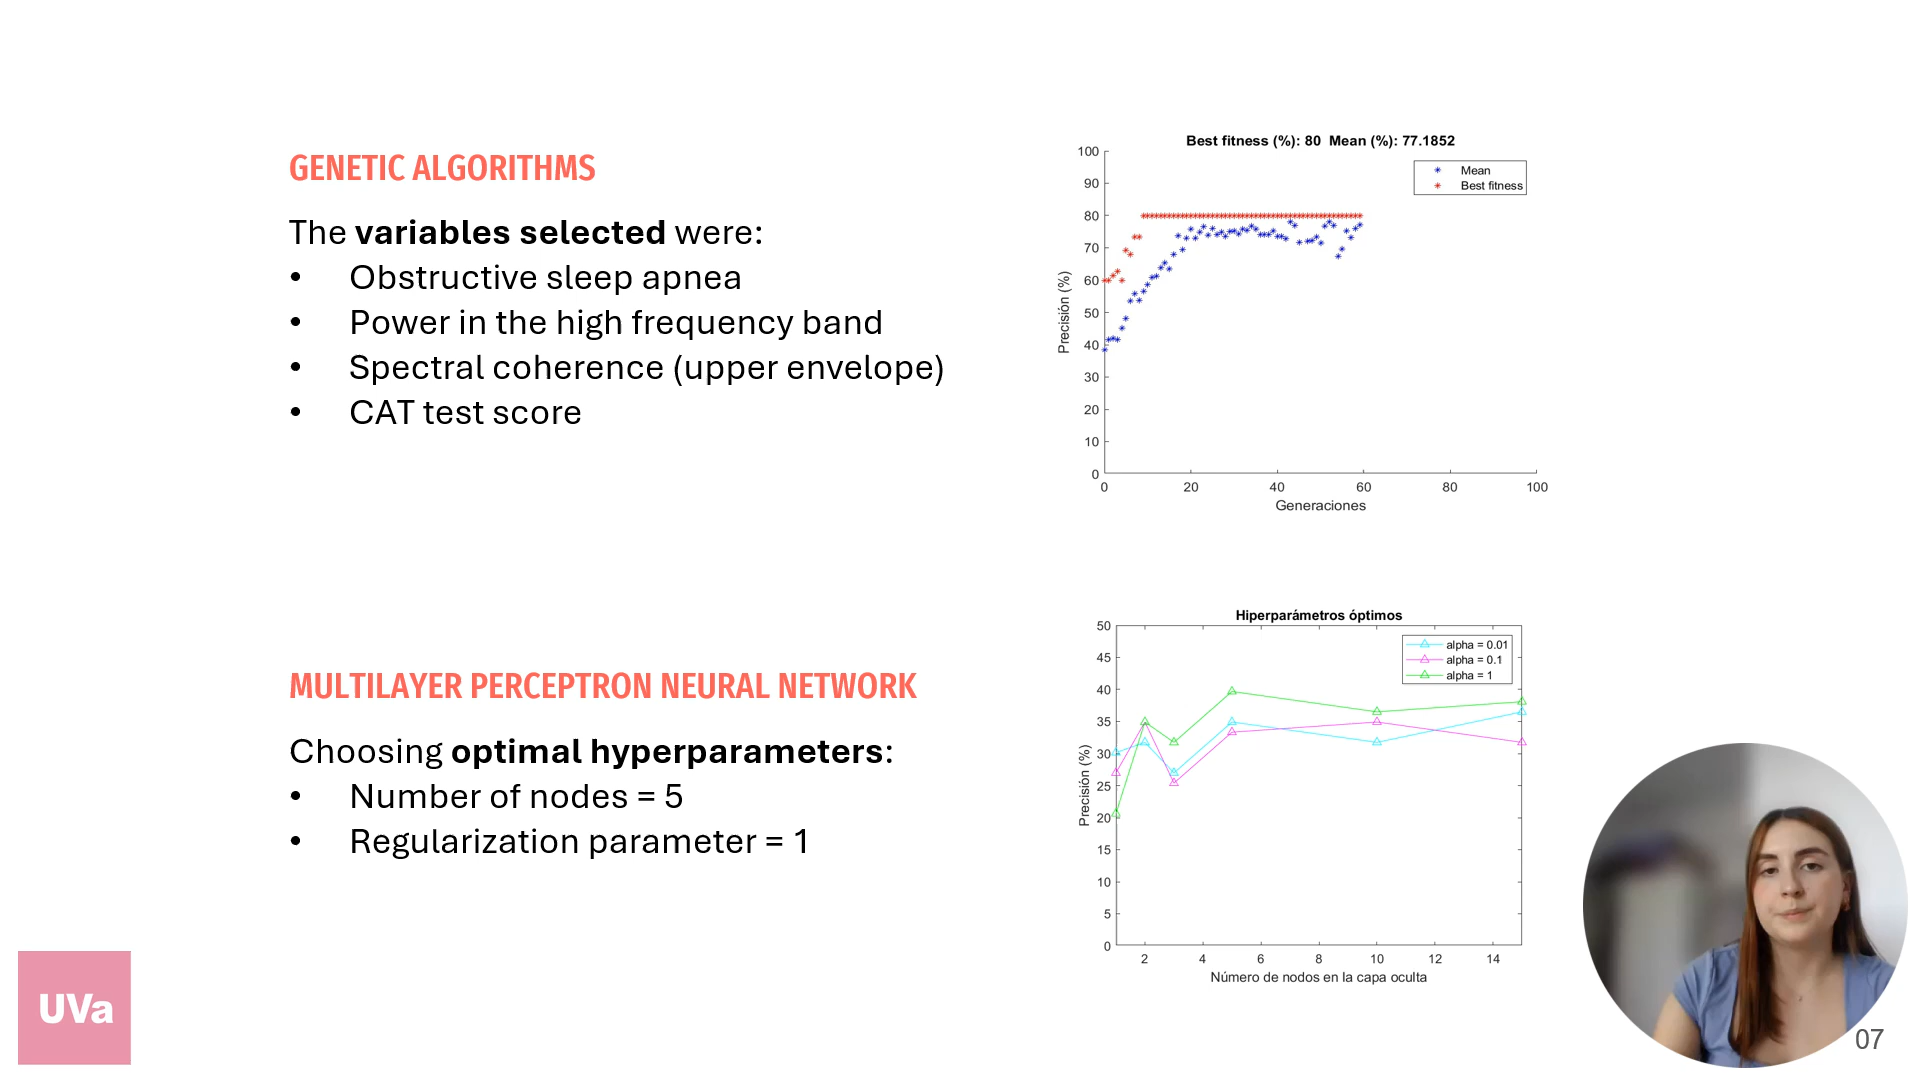 GENETIC ALGORITHMS
The variables selected were:
• Obstructive sleep apnea
• Power in the high frequency band
• Spectral coherence (upper envelope)
• CAT test score
Best fitness (%): 80 Mean (%): 77.1852
Mean
Best fitness
100
90
80
70
60
50
40
30
20
10
0
Precisión (%)
0 20 40 60 80 100
Generaciones
MULTILAYER PERCEPTRON NEURAL NETWORK
Choosing optimal hyperparameters:
• Number of nodes = 5
• Regularization parameter = 1
Hiperparámetros óptimos
alpha = 0.01
alpha = 0.1
alpha = 1
50
45
40
35
30
25
20
15
10
5
0
Precisión (%)
2 4 6 8 10 12 14
Número de nodos en la capa oculta
UVa
07